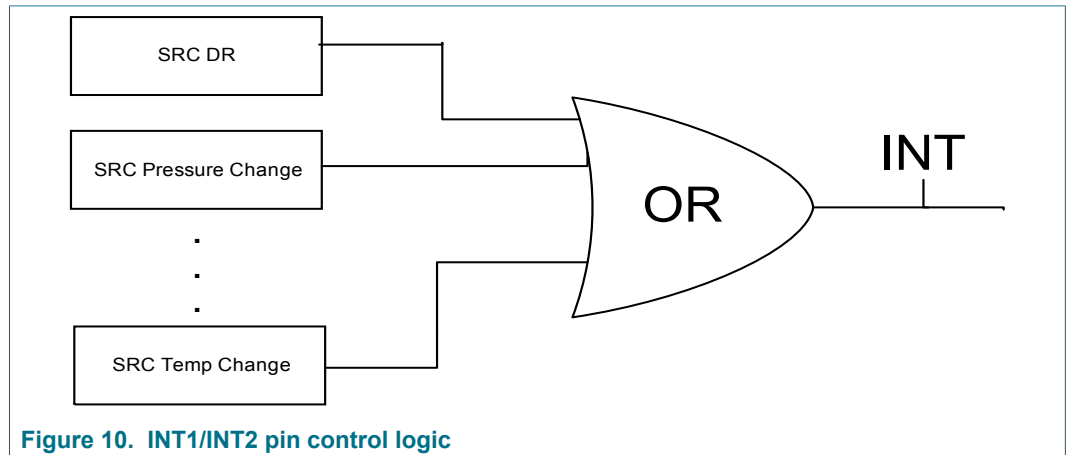 SRC DR
SRC Pressure Change
.
.
.
SRC Temp Change
OR
INT
Figure 10. INT1/INT2 pin control logic